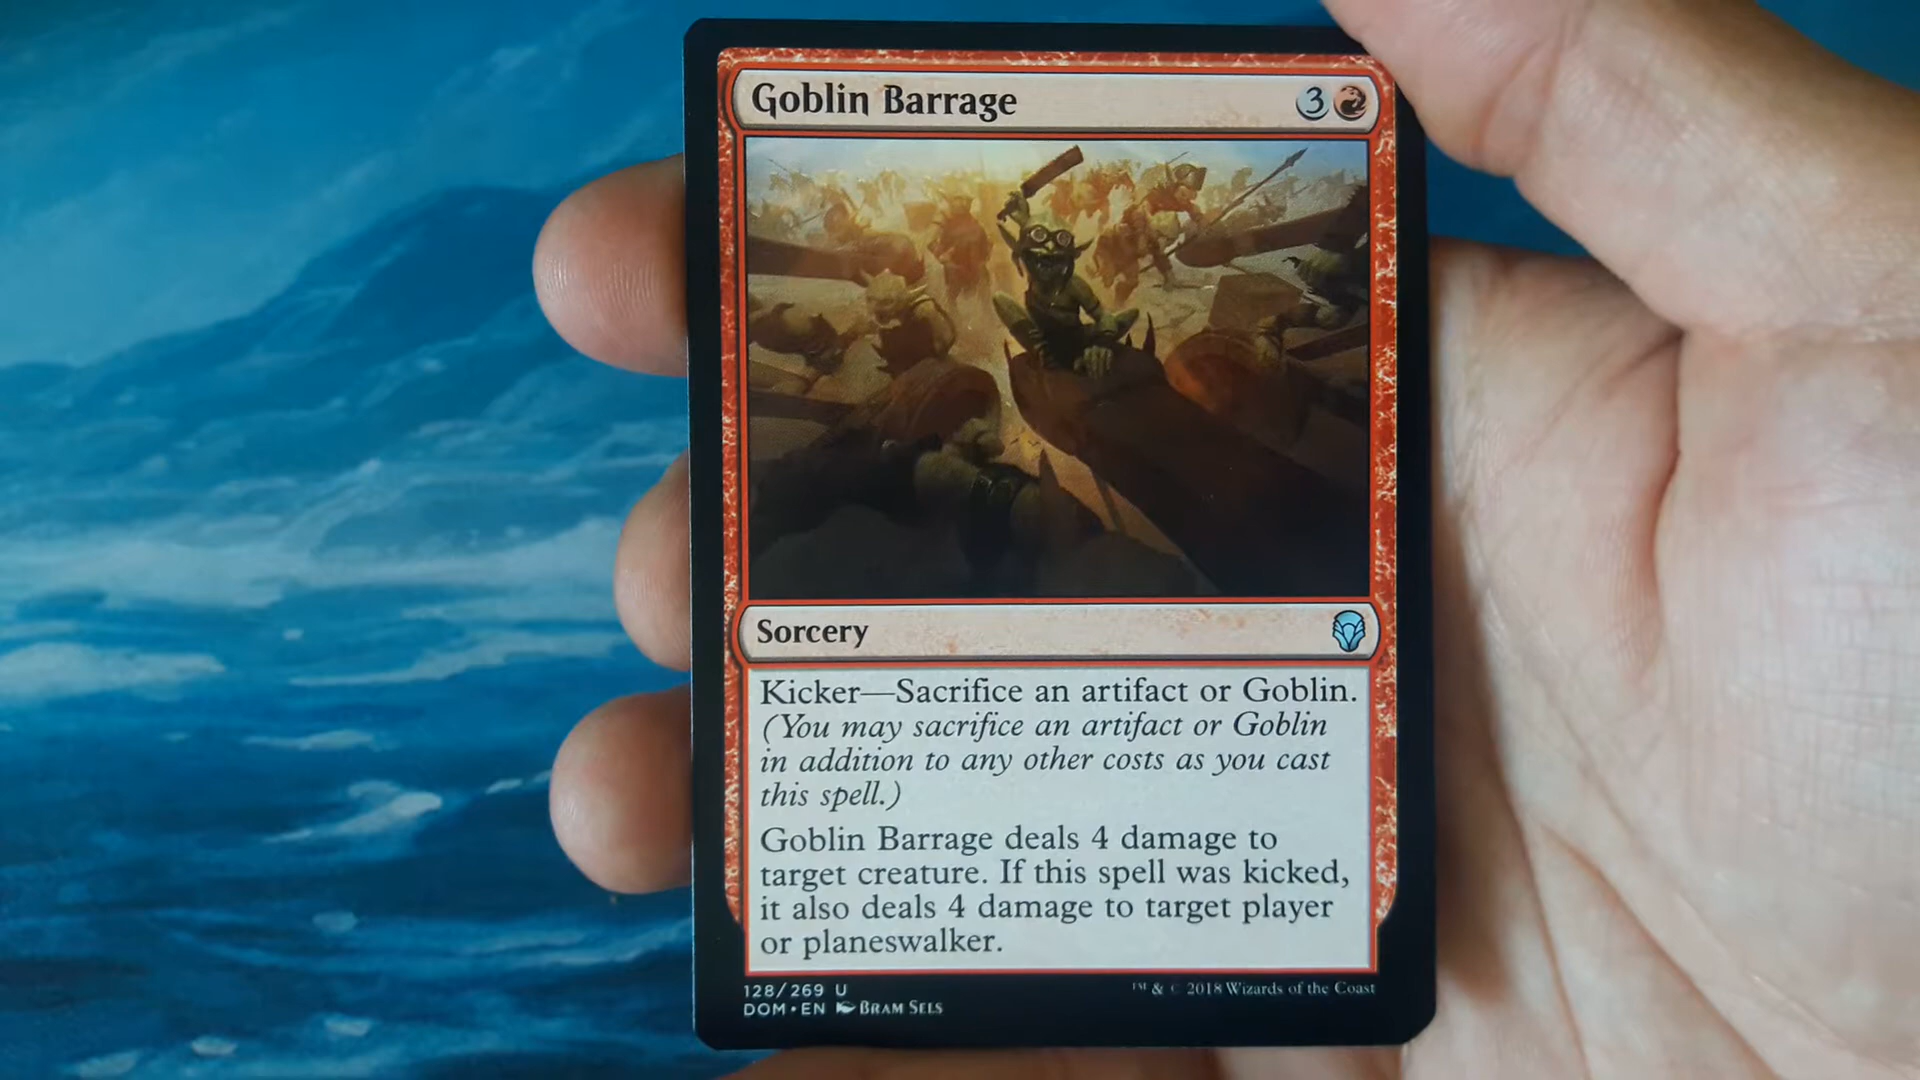 Goblin Barrage 3
Sorcery
Kicker—Sacrifice an artifact or Goblin.
(You may sacrifice an artifact or Goblin
in addition to any other costs as you cast
this spell.)
Goblin Barrage deals 4 damage to
target creature. If this spell was kicked,
it also deals 4 damage to target player
or planeswalker.
128/269 U
™ & © 2018 Wizards of the Coast
DOM • EN Bram Sels